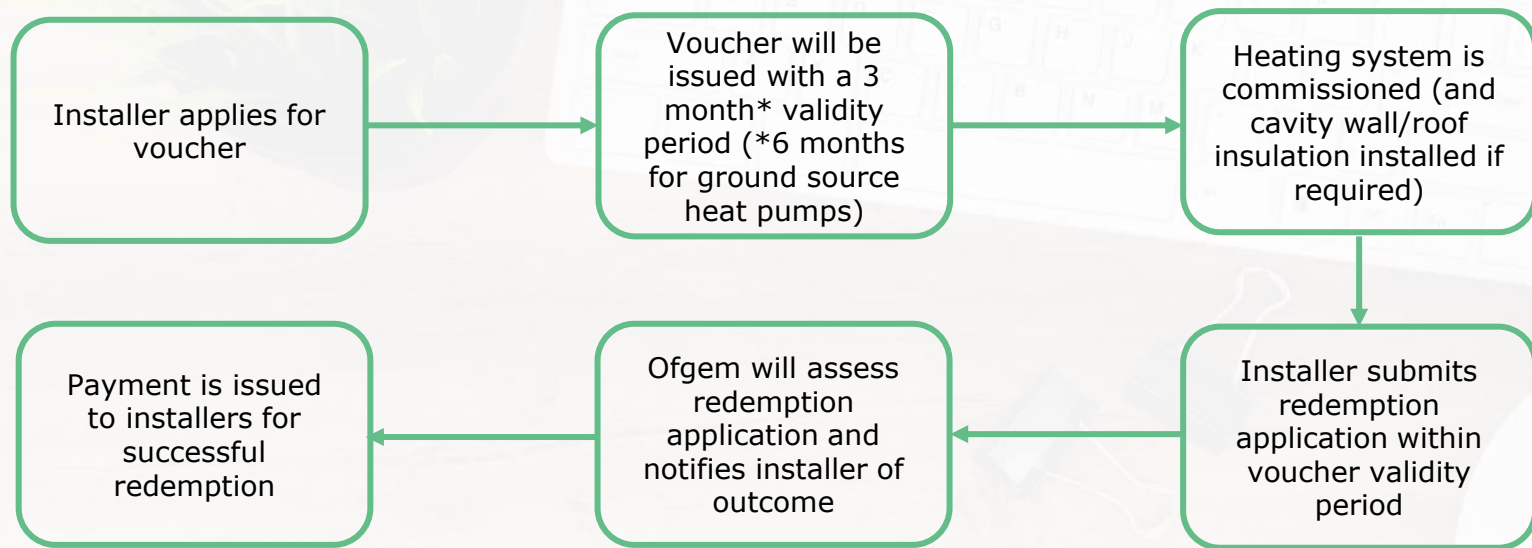 Installer applies for
voucher
Voucher will be
issued with a 3
month* validity
period (*6 months
for ground source
heat pumps)
Heating system is
commissioned (and
cavity wall/roof
insulation installed if
required)
Installer submits
redemption
application within
voucher validity
period
Ofgem will assess
redemption
application and
notifies installer of
outcome
Payment is issued
to installers for
successful
redemption